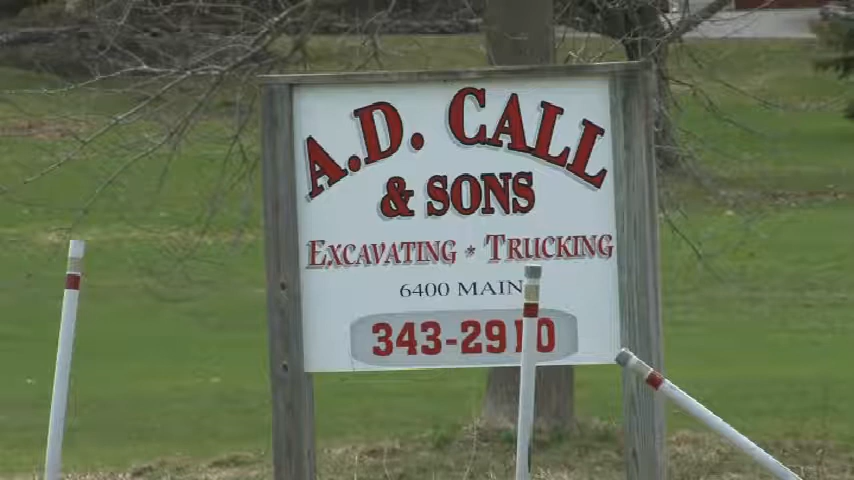 A.D. CALL
& SONS
EXCAVATING * TRUCKING
6400 MAIN
343-2910